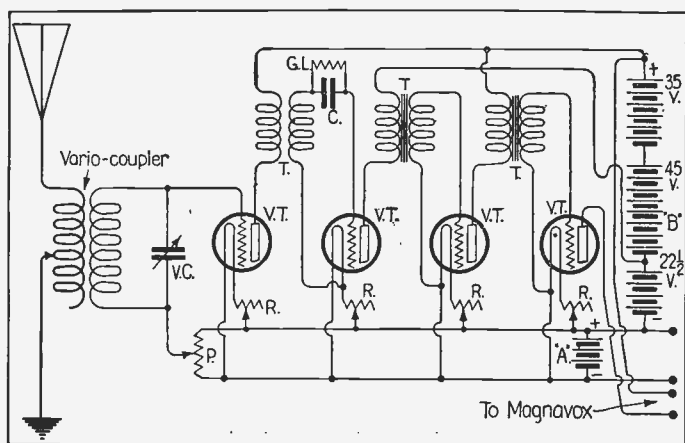 G.L.
C.
T.
T.
T.
Vario-coupler
V.C.
V.T.
V.T.
V.T.
V.T.
R.
R.
R.
R.
P.
+
35
V.
45
V.
"B"
22½
V.
-
+
"A"
-
To Magnavox